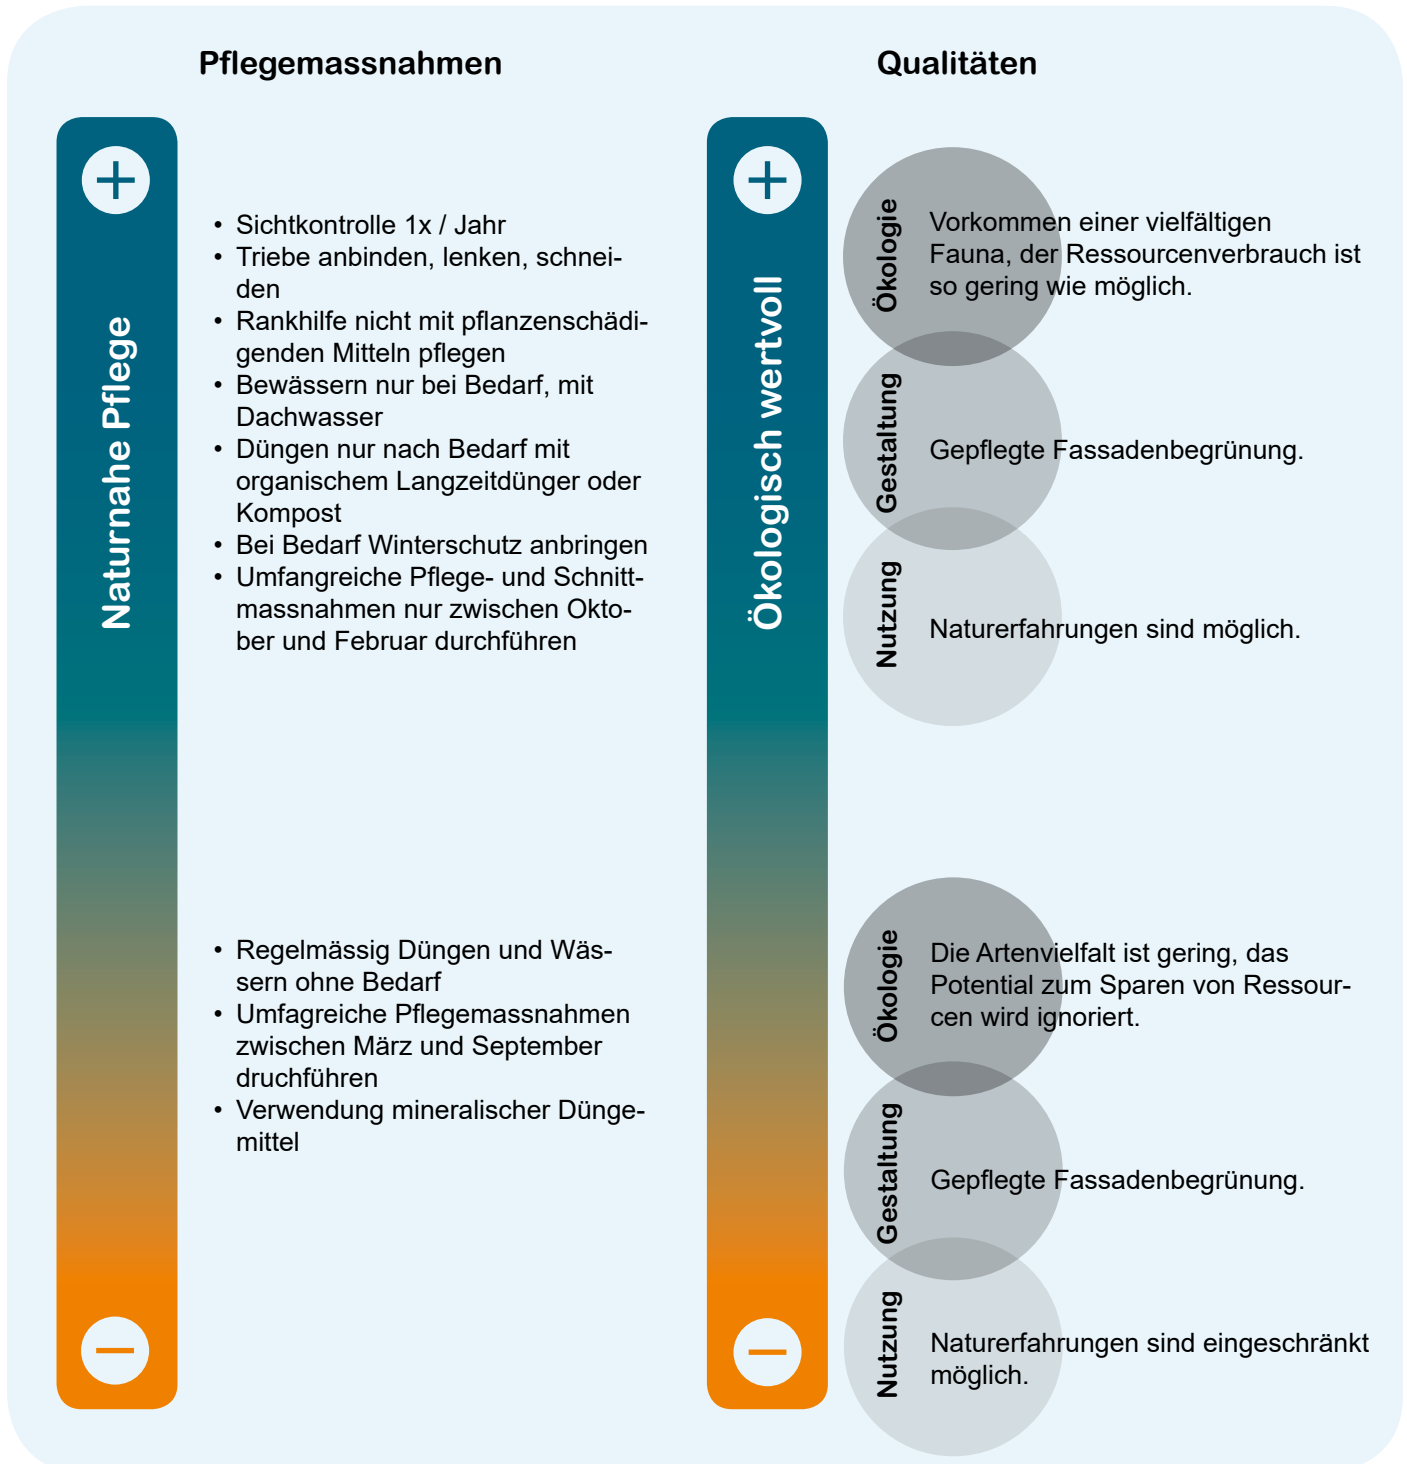 Pflegemassnahmen
Naturnahe Pflege
• Sichtkontrolle 1x / Jahr
• Triebe anbinden, lenken, schnei-
den
• Rankhilfe nicht mit pflanzenschädi-
genden Mitteln pflegen
• Bewässern nur bei Bedarf, mit
Dachwasser
• Düngen nur nach Bedarf mit
organischem Langzeitdünger oder
Kompost
• Bei Bedarf Winterschutz anbringen
• Umfangreiche Pflege- und Schnitt-
massnahmen nur zwischen Okto-
ber und Februar durchführen
• Regelmässig Düngen und Wäs-
sern ohne Bedarf
• Umfagreiche Pflegemassnahmen
zwischen März und September
druchführen
• Verwendung mineralischer Dünge-
mittel
Qualitäten
Ökologisch wertvoll
Ökologie
Vorkommen einer vielfältigen
Fauna, der Ressourcenverbrauch ist
so gering wie möglich.
Gestaltung
Gepflegte Fassadenbegrünung.
Nutzung
Naturerfahrungen sind möglich.
Ökologie
Die Artenvielfalt ist gering, das
Potential zum Sparen von Ressour-
cen wird ignoriert.
Gestaltung
Gepflegte Fassadenbegrünung.
Nutzung
Naturerfahrungen sind eingeschränkt
möglich.